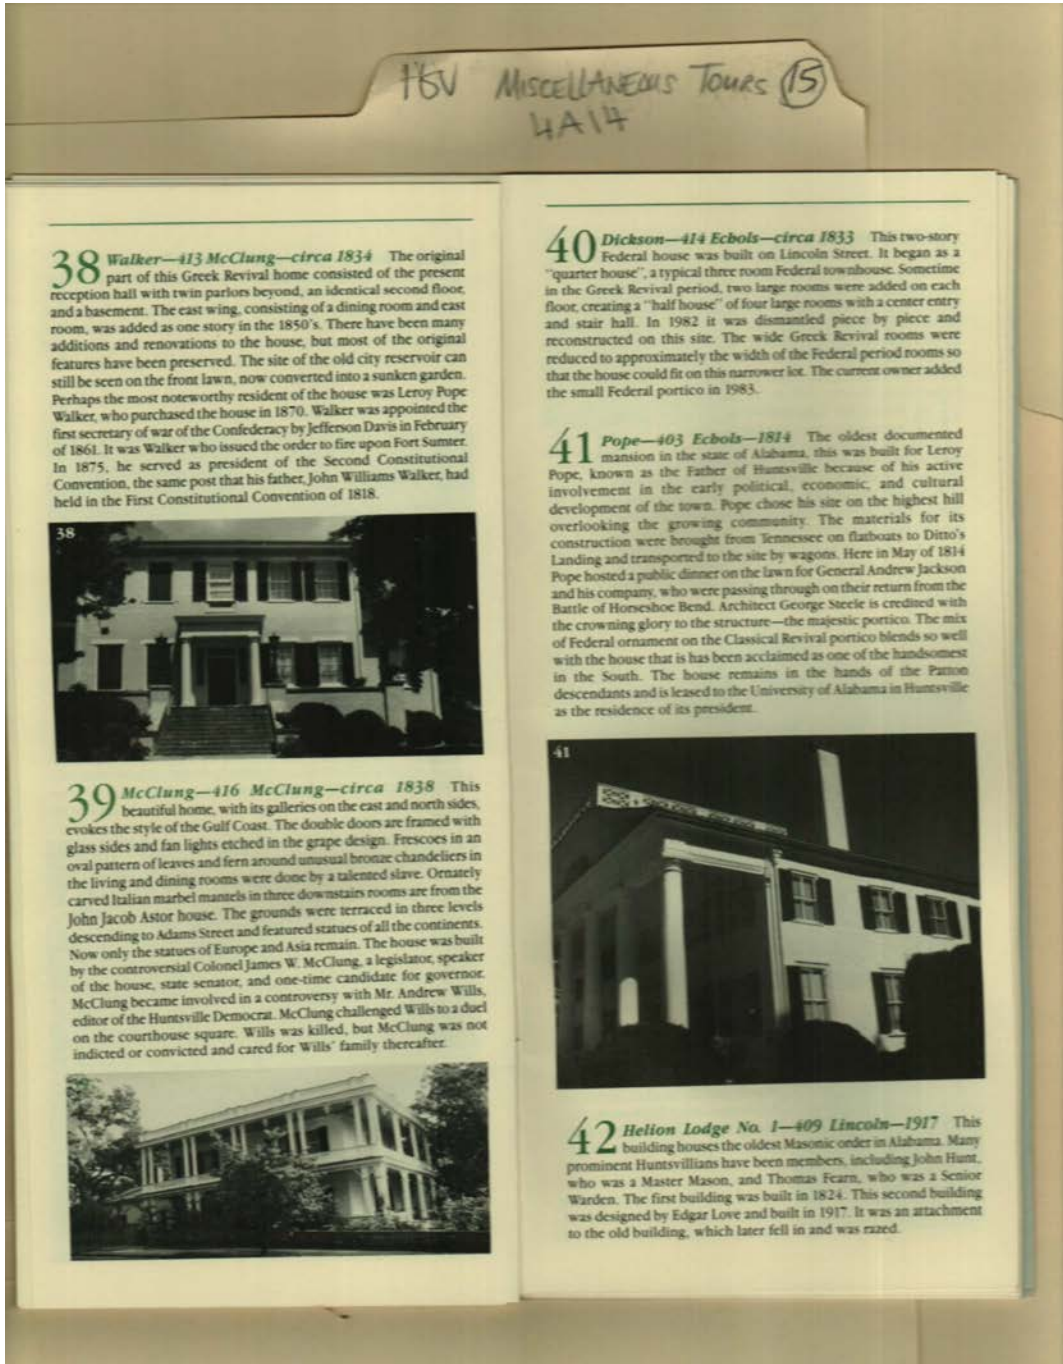 HGV MISCELLANEOUS TOURS 15
4A14
38 Walker—413 McClung—circa 1834 The original
part of this Greek Revival home consisted of the present
reception hall with twin parlors beyond, an identical second floor,
and a basement. The east wing, consisting of a dining room and east
room, was added as one story in the 1850's. There have been many
additions and renovations to the house, but most of the original
features have been preserved. The site of the old city reservoir can
still be seen on the front lawn, now converted into a sunken garden.
Perhaps the most noteworthy resident of the house was Leroy Pope
Walker, who purchased the house in 1870. Walker was appointed the
first secretary of war of the Confederacy by Jefferson Davis in February
of 1861. It was Walker who issued the order to fire upon Fort Sumter.
In 1875, he served as president of the Second Constitutional
Convention, the same post that his father, John Williams Walker, had
held in the First Constitutional Convention of 1818.
38
39 McClung—416 McClung—circa 1838 This
beautiful home, with its galleries on the east and north sides,
evokes the style of the Gulf Coast. The double doors are framed with
glass sides and fan lights etched in the grape design. Frescoes in an
oval pattern of leaves and fern around unusual bronze chandeliers in
the living and dining rooms were done by a talented slave. Ornately
carved Italian marbel mantels in three downstairs rooms are from the
John Jacob Astor house. The grounds were terraced in three levels
descending to Adams Street and featured statues of all the continents.
Now only the statues of Europe and Asia remain. The house was built
by the controversial Colonel James W. McClung, a legislator, speaker
of the house, state senator, and one-time candidate for governor.
McClung became involved in a controversy with Mr. Andrew Wills,
editor of the Huntsville Democrat. McClung challenged Wills to a duel
on the courthouse square. Wills was killed, but McClung was not
indicted or convicted and cared for Wills' family thereafter.
40 Dickson—414 Echols—circa 1833 This two-story
Federal house was built on Lincoln Street. It began as a
"quarter house", a typical three room Federal townhouse. Sometime
in the Greek Revival period, two large rooms were added on each
floor, creating a "half house" of four large rooms with a center entry
and stair hall. In 1982 it was dismantled piece by piece and
reconstructed on this site. The wide Greek Revival rooms were
reduced to approximately the width of the Federal period rooms so
that the house could fit on this narrower lot. The current owner added
the small Federal portico in 1983.
41 Pope—403 Echols—1814 The oldest documented
mansion in the state of Alabama, this was built for Leroy
Pope, known as the Father of Huntsville because of his active
involvement in the early political, economic, and cultural
development of the town. Pope chose his site on the highest hill
overlooking the growing community. The materials for its
construction were brought from Tennessee on flatboats to Ditto's
Landing and transported to the site by wagons. Here in May of 1814
Pope hosted a public dinner on the lawn for General Andrew Jackson
and his company, who were passing through on their return from the
Battle of Horseshoe Bend. Architect George Steele is credited with
the crowning glory to the structure—the majestic portico. The mix
of Federal ornament on the Classical Revival portico blends so well
with the house that is has been acclaimed as one of the handsomest
in the South. The house remains in the hands of the Patton
descendants and is leased to the University of Alabama in Huntsville
as the residence of its president.
41
42 Helion Lodge No. 1—409 Lincoln—1917 This
building houses the oldest Masonic order in Alabama. Many
prominent Huntsvillians have been members, including John Hunt,
who was a Master Mason, and Thomas Fearn, who was a Senior
Warden. The first building was built in 1824. This second building
was designed by Edgar Love and built in 1917. It was an attachment
to the old building, which later fell in and was razed.